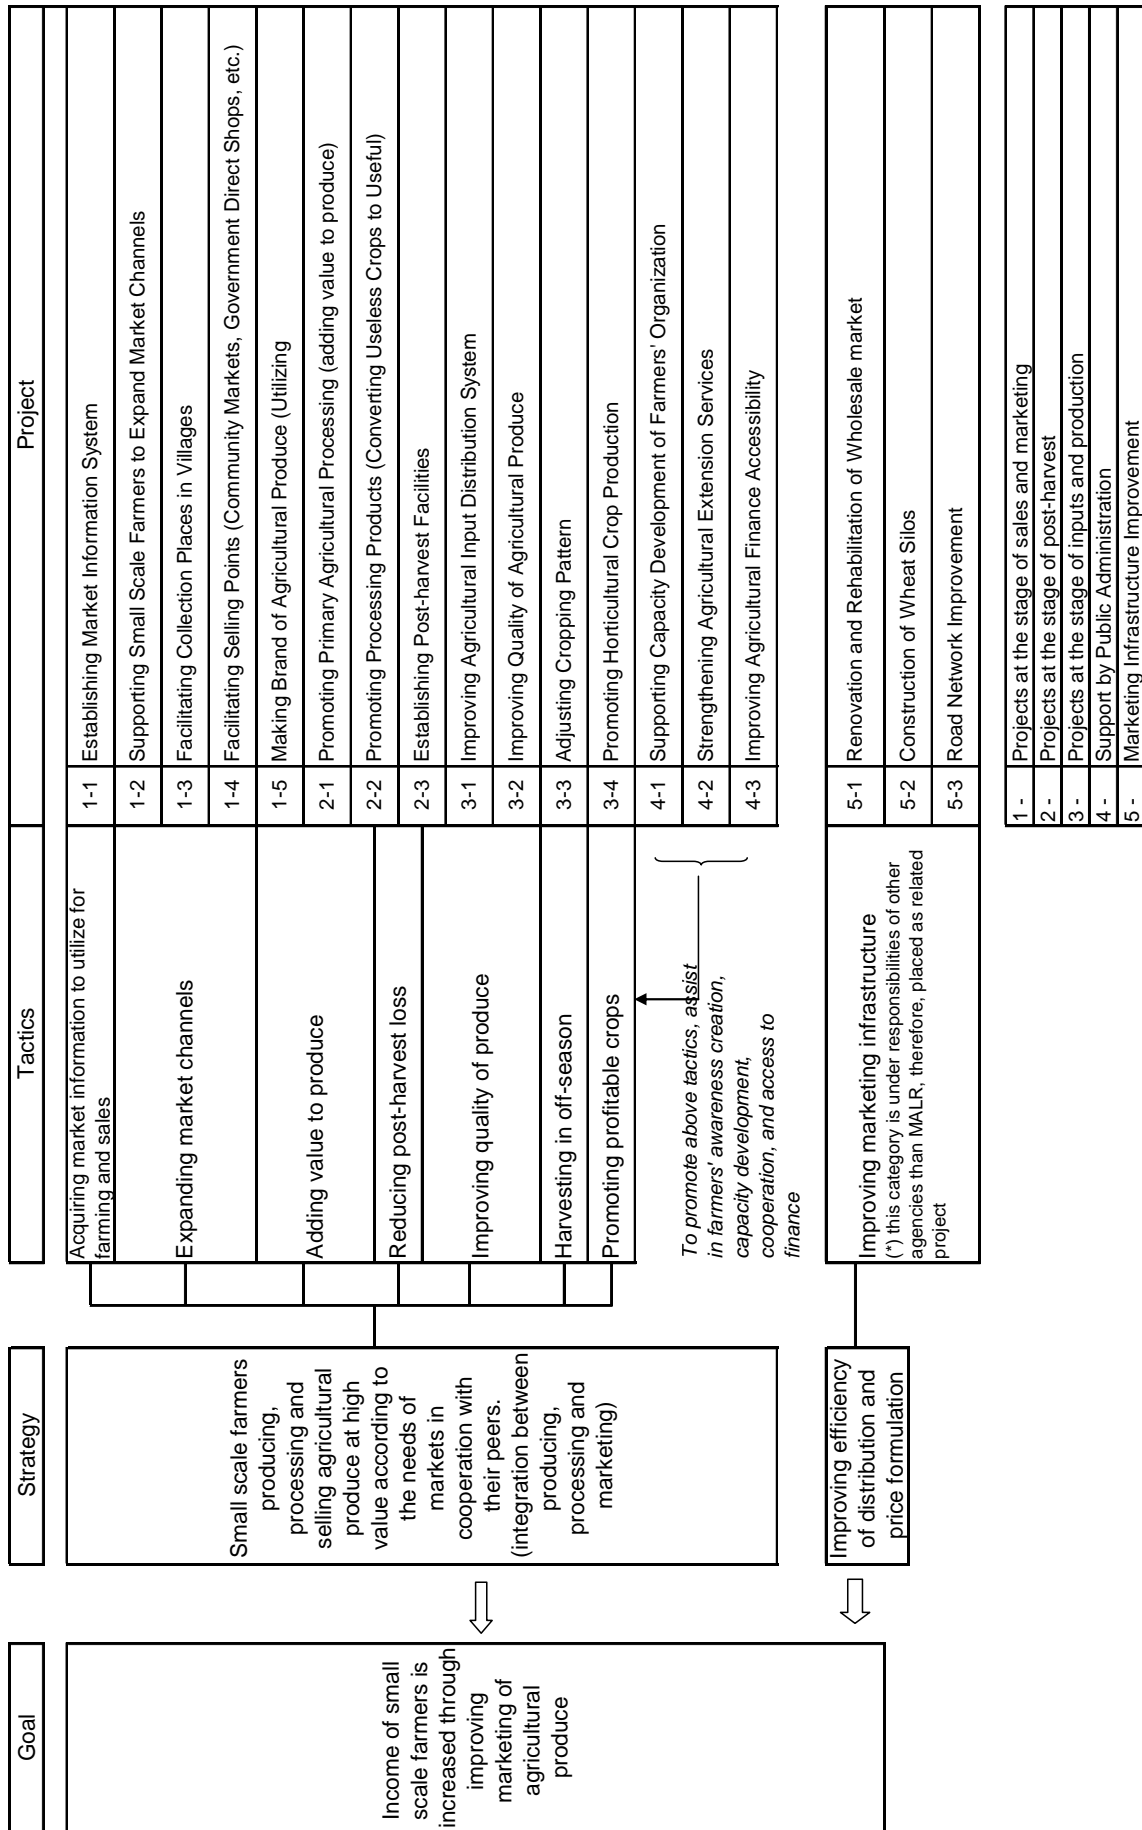 Goal
Strategy
Tactics
Project
Income of small
scale farmers is
increased through
improving
marketing of
agricultural
produce
Small scale farmers
producing,
processing and
selling agricultural
produce at high
value according to
the needs of
markets in
cooperation with
their peers.
(integration between
producing,
processing and
marketing)
Improving efficiency
of distribution and
price formulation
Acquiring market information to utilize for
farming and sales
Expanding market channels
Adding value to produce
Reducing post-harvest loss
Improving quality of produce
Harvesting in off-season
Promoting profitable crops
To promote above tactics, assist
in farmers' awareness creation,
capacity development,
cooperation, and access to
finance
Improving marketing infrastructure
(*) this category is under responsibilities of other
agencies than MALR, therefore, placed as related
project
1-1 Establishing Market Information System
1-2 Supporting Small Scale Farmers to Expand Market Channels
1-3 Facilitating Collection Places in Villages
1-4 Facilitating Selling Points (Community Markets, Government Direct Shops, etc.)
1-5 Making Brand of Agricultural Produce (Utilizing
2-1 Promoting Primary Agricultural Processing (adding value to produce)
2-2 Promoting Processing Products (Converting Useless Crops to Useful)
2-3 Establishing Post-harvest Facilities
3-1 Improving Agricultural Input Distribution System
3-2 Improving Quality of Agricultural Produce
3-3 Adjusting Cropping Pattern
3-4 Promoting Horticultural Crop Production
4-1 Supporting Capacity Development of Farmers' Organization
4-2 Strengthening Agricultural Extension Services
4-3 Improving Agricultural Finance Accessibility
5-1 Renovation and Rehabilitation of Wholesale market
5-2 Construction of Wheat Silos
5-3 Road Network Improvement
1 - Projects at the stage of sales and marketing
2 - Projects at the stage of post-harvest
3 - Projects at the stage of inputs and production
4 - Support by Public Administration
5 - Marketing Infrastructure Improvement